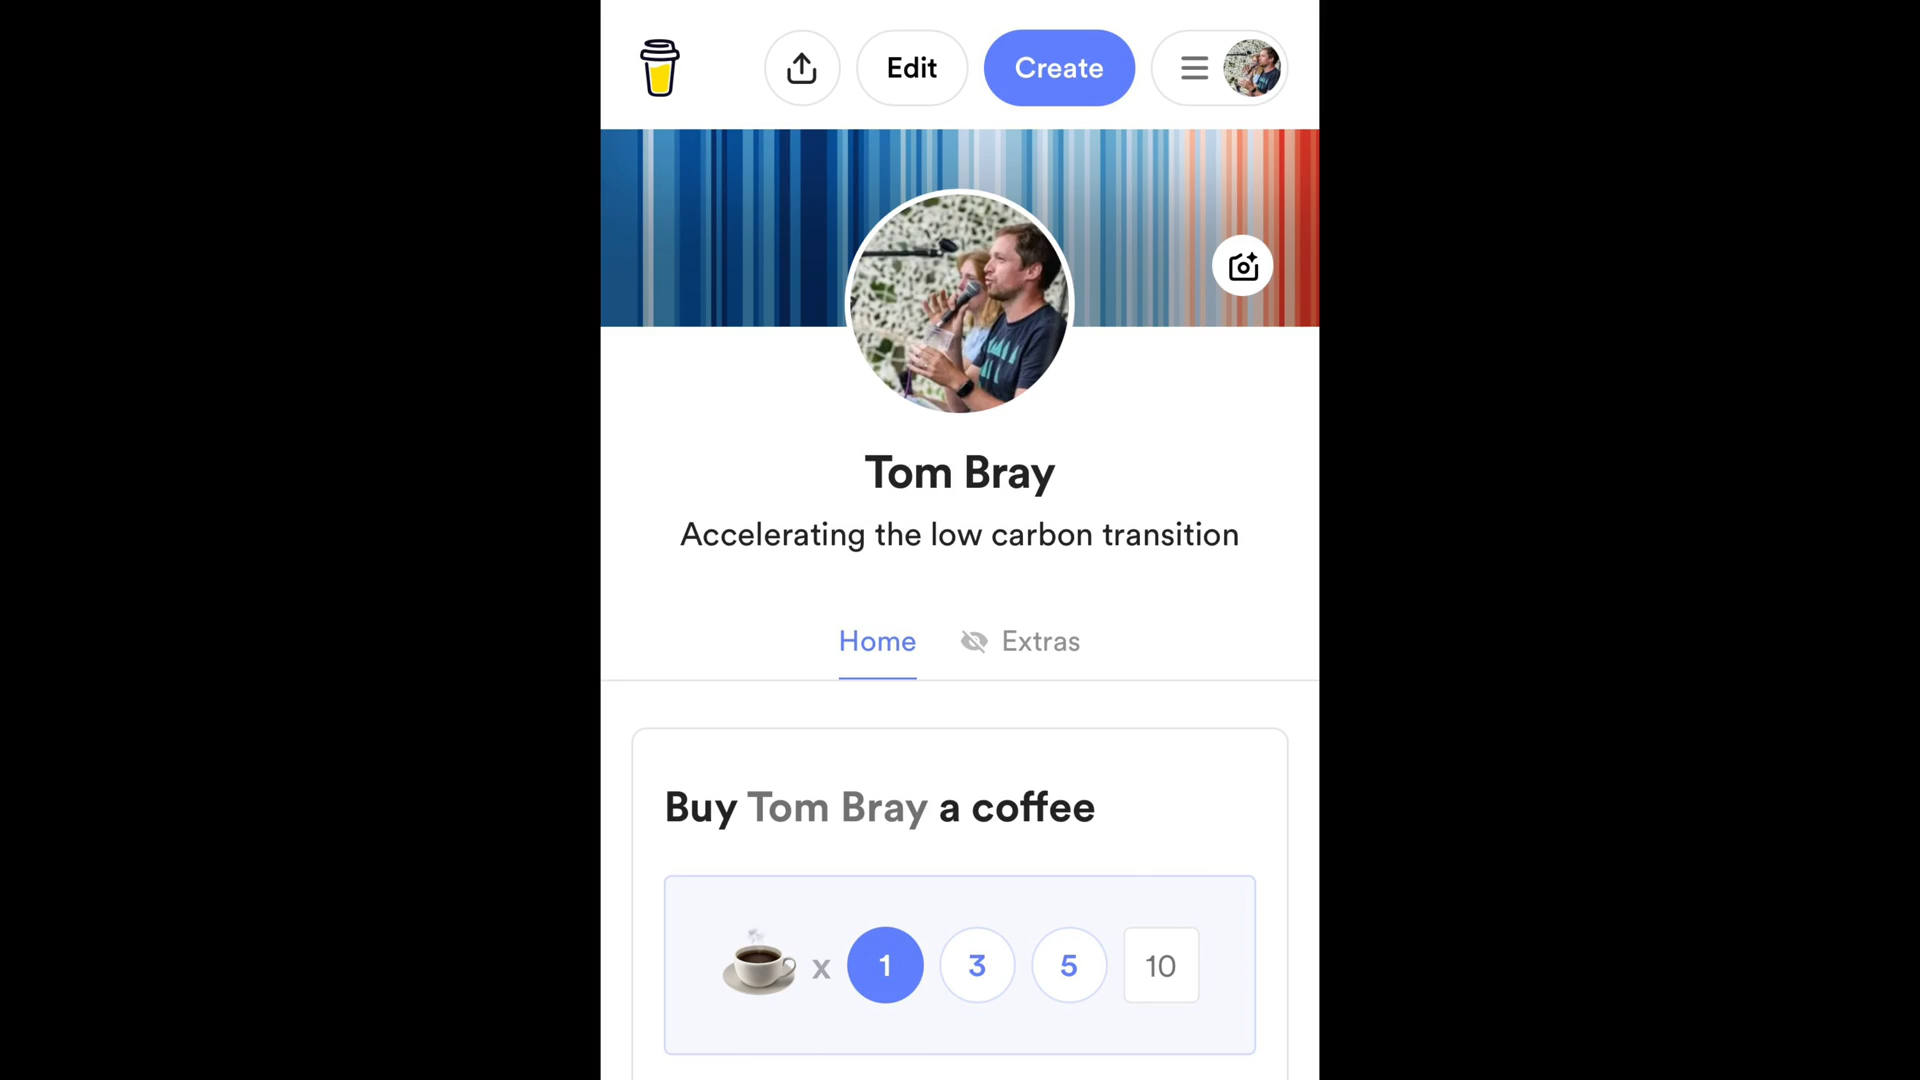 Edit
Create
Tom Bray
Accelerating the low carbon transition
Home
Extras
Buy Tom Bray a coffee
x 1 3 5 10